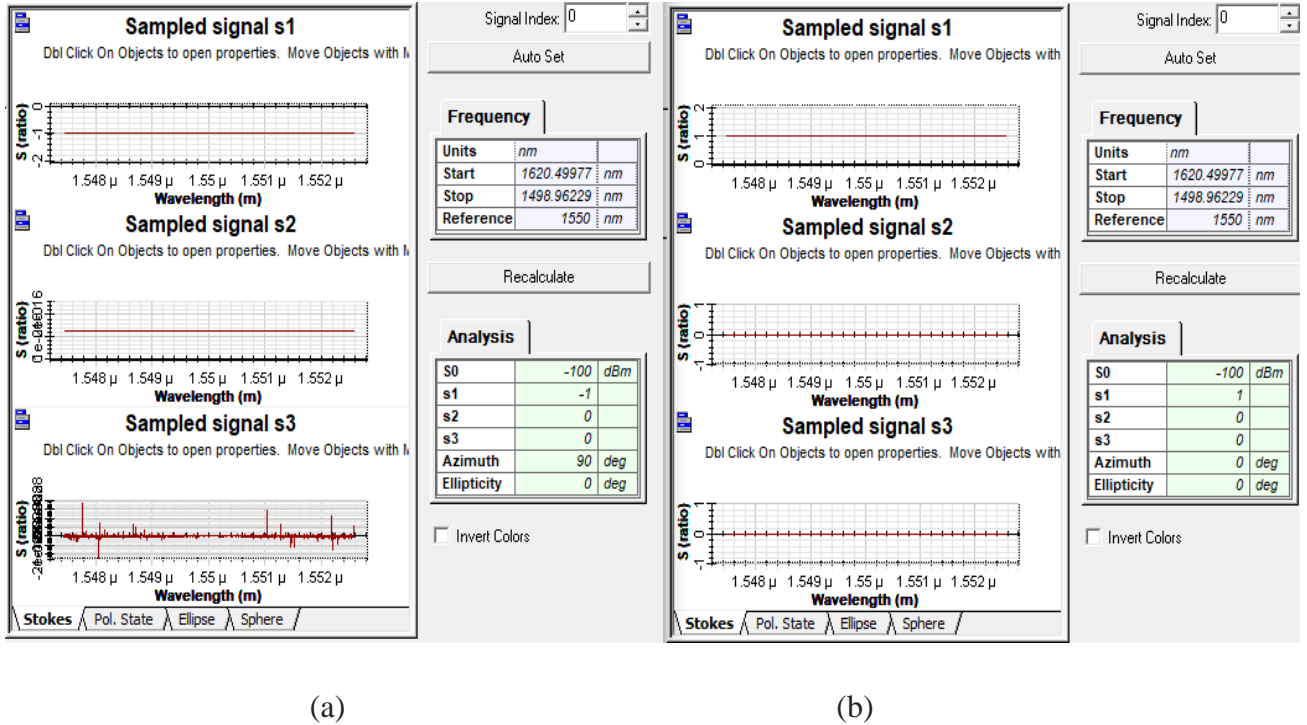 Sampled signal s1
Dbl Click On Objects to open properties. Move Objects with M
S (ratio)
0
-1
-2
1.548 µ 1.549 µ 1.55 µ 1.551 µ 1.552 µ
Wavelength (m)
Sampled signal s2
Dbl Click On Objects to open properties. Move Objects with M
S (ratio)
1.548 µ 1.549 µ 1.55 µ 1.551 µ 1.552 µ
Wavelength (m)
Sampled signal s3
Dbl Click On Objects to open properties. Move Objects with M
S (ratio)
1.548 µ 1.549 µ 1.55 µ 1.551 µ 1.552 µ
Wavelength (m)
Stokes Pol. State Ellipse Sphere
Signal Index: 0
Auto Set
Frequency
Units nm
Start 1620.49977 nm
Stop 1498.96229 nm
Reference 1550 nm
Recalculate
Analysis
S0 -100 dBm
s1 -1
s2 0
s3 0
Azimuth 90 deg
Ellipticity 0 deg
Invert Colors
(a)
Sampled signal s1
Dbl Click On Objects to open properties. Move Objects with
S (ratio)
2
1
0
1.548 µ 1.549 µ 1.55 µ 1.551 µ 1.552 µ
Wavelength (m)
Sampled signal s2
Dbl Click On Objects to open properties. Move Objects with
S (ratio)
1
0
-1
1.548 µ 1.549 µ 1.55 µ 1.551 µ 1.552 µ
Wavelength (m)
Sampled signal s3
Dbl Click On Objects to open properties. Move Objects with
S (ratio)
1
0
-1
1.548 µ 1.549 µ 1.55 µ 1.551 µ 1.552 µ
Wavelength (m)
Stokes Pol. State Ellipse Sphere
Signal Index: 0
Auto Set
Frequency
Units nm
Start 1620.49977 nm
Stop 1498.96229 nm
Reference 1550 nm
Recalculate
Analysis
S0 -100 dBm
s1 1
s2 0
s3 0
Azimuth 0 deg
Ellipticity 0 deg
Invert Colors
(b)